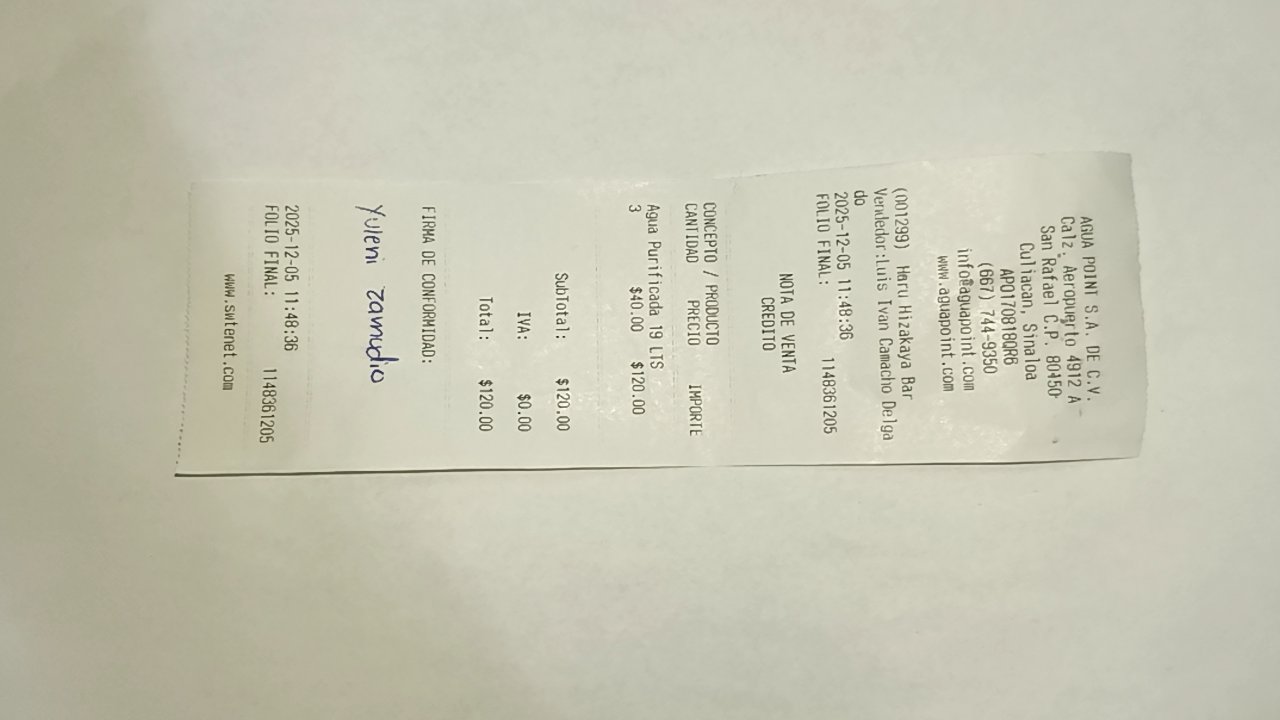 AGUA POINT S.A. DE C.V.
Calz. Aeropuerto 4912 A
San Rafael C.P. 80450
Culiacan, Sinaloa
APO170818QR6
(667) 744-9350
info@aguapoint.com
www.aguapoint.com
(001299) Haru Hizakaya Bar
Vendedor:Luis Ivan Camacho Delga
do
2025-12-05 11:48:36
FOLIO FINAL: 1148361205
NOTA DE VENTA
CREDITO
CONCEPTO / PRODUCTO
CANTIDAD PRECIO IMPORTE
Agua Purificada 19 LTS
3 $40.00 $120.00
SubTotal: $120.00
IVA: $0.00
Total: $120.00
FIRMA DE CONFORMIDAD:
Yuleni zamudio
2025-12-05 11:48:36
FOLIO FINAL: 1148361205
www.swtenet.com